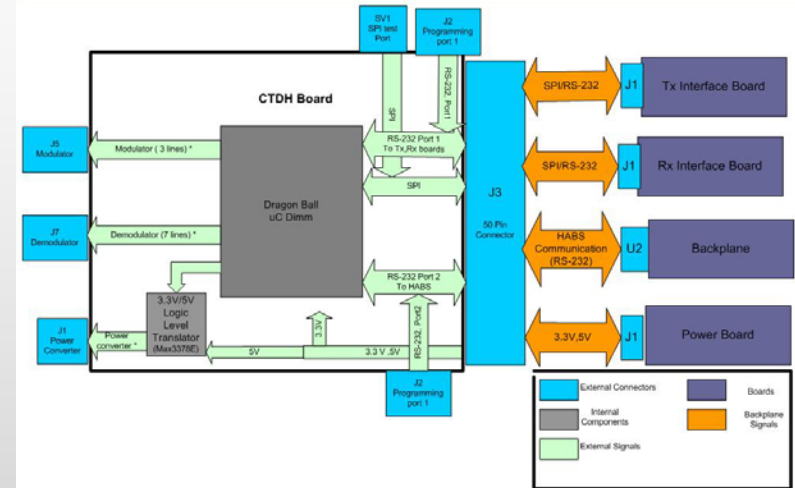 SV1
SPI test
Port
J2
Programming
port 1
CTDH Board
SPI
RS-232, Port1
J5
Modulator
Modulator ( 3 lines) *
RS-232 Port 1
To Tx,Rx boards
SPI
Dragon Ball
uC Dimm
J7
Demodulator
Demodulator (7 lines) *
RS-232 Port 2
To HABS
3.3V/5V
Logic
Level
Translator
(Max3378E)
J1
Power
Converter
Power
converter *
5V
3.3V
3.3 V ,5V
RS-232, Port2
J2
Programming
port 1
J3
50 Pin
Connector
SPI/RS-232
J1
Tx Interface Board
SPI/RS-232
J1
Rx Interface Board
HABS
Communication
(RS-232)
U2
Backplane
3.3V,5V
J1
Power Board
External Connectors
Boards
Internal
Components
Backplane
Signals
External Signals